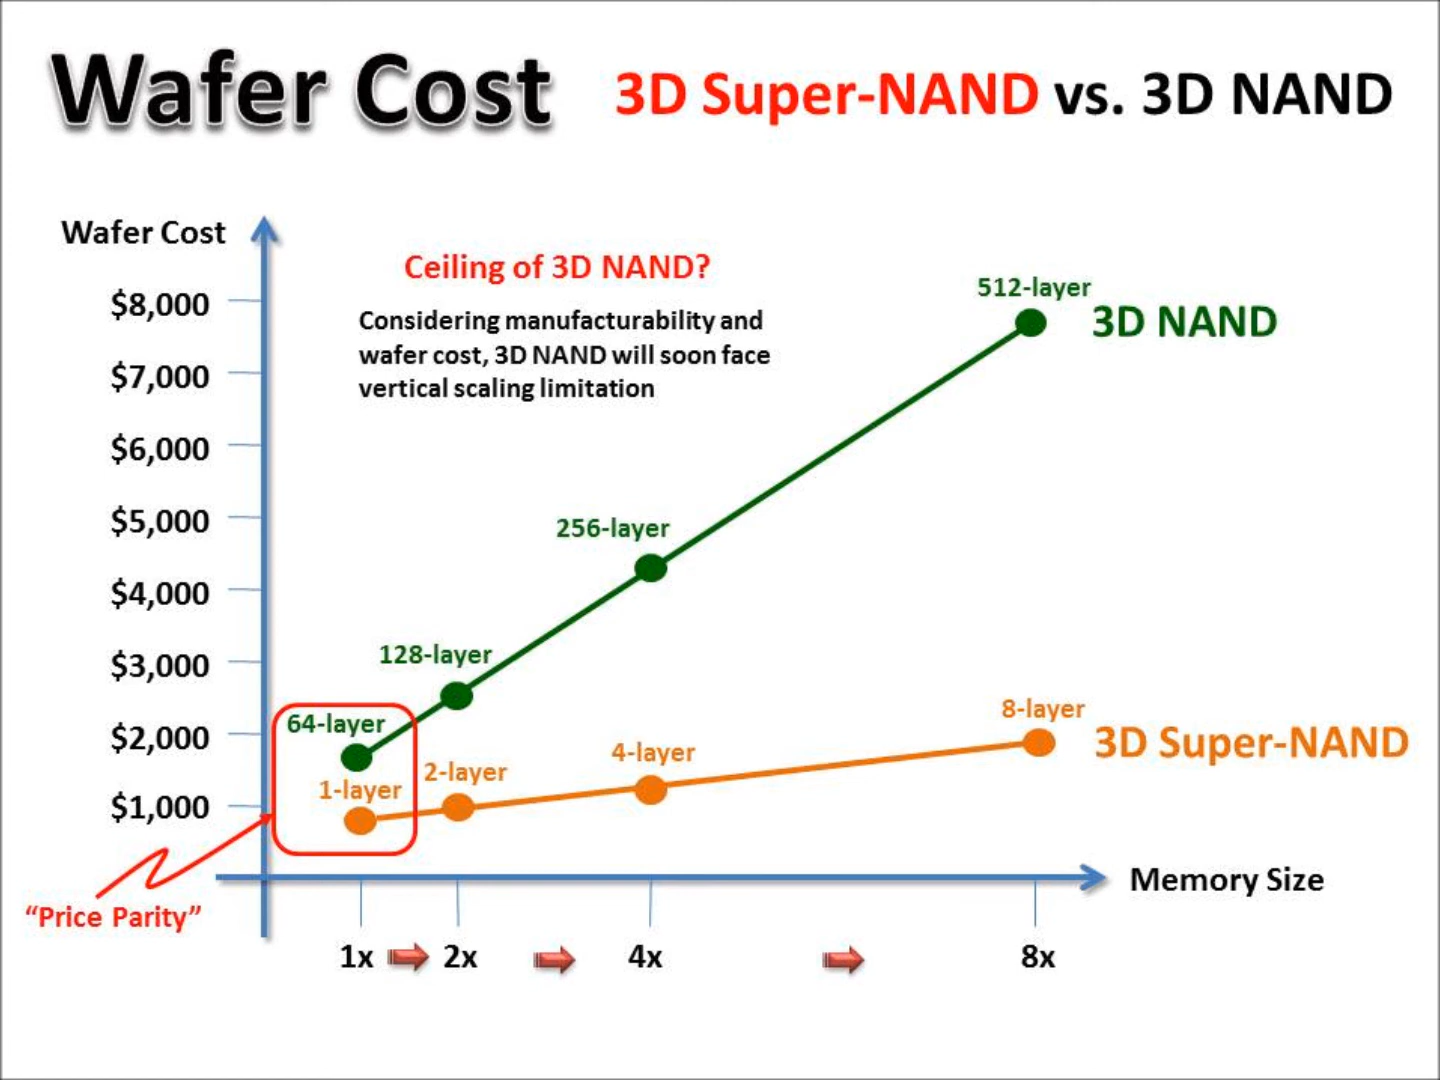 Wafer Cost 3D Super-NAND vs. 3D NAND
Wafer Cost
Ceiling of 3D NAND?
Considering manufacturability and
wafer cost, 3D NAND will soon face
vertical scaling limitation
$8,000
$7,000
$6,000
$5,000
$4,000
$3,000
$2,000
$1,000
512-layer
3D NAND
256-layer
128-layer
64-layer
1-layer
2-layer
4-layer
8-layer
3D Super-NAND
“Price Parity”
Memory Size
1x 2x 4x 8x